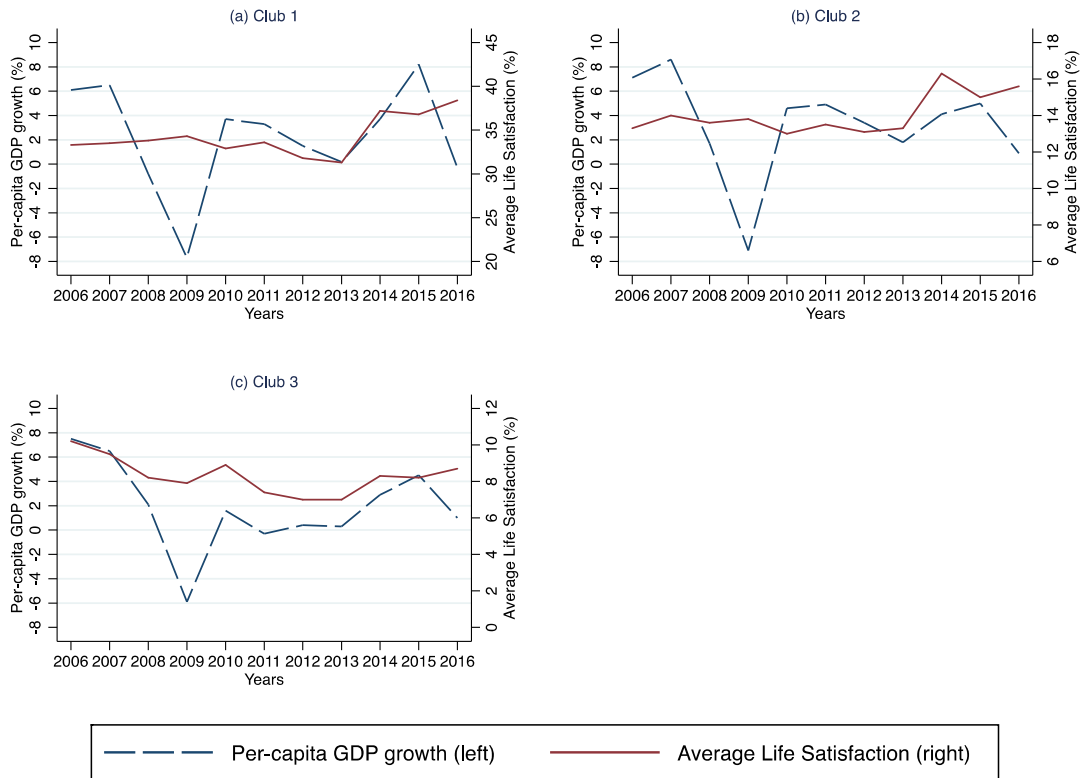 (a) Club 1
Per-capita GDP growth (%)
10
8
6
4
2
0
-2
-4
-6
-8
45
40
35
30
25
20
Average Life Satisfaction (%)
2006 2007 2008 2009 2010 2011 2012 2013 2014 2015 2016
Years
(b) Club 2
Per-capita GDP growth (%)
10
8
6
4
2
0
-2
-4
-6
-8
18
16
14
12
10
8
6
Average Life Satisfaction (%)
2006 2007 2008 2009 2010 2011 2012 2013 2014 2015 2016
Years
(c) Club 3
Per-capita GDP growth (%)
10
8
6
4
2
0
-2
-4
-6
-8
12
10
8
6
4
2
0
Average Life Satisfaction (%)
2006 2007 2008 2009 2010 2011 2012 2013 2014 2015 2016
Years
Per-capita GDP growth (left)
Average Life Satisfaction (right)